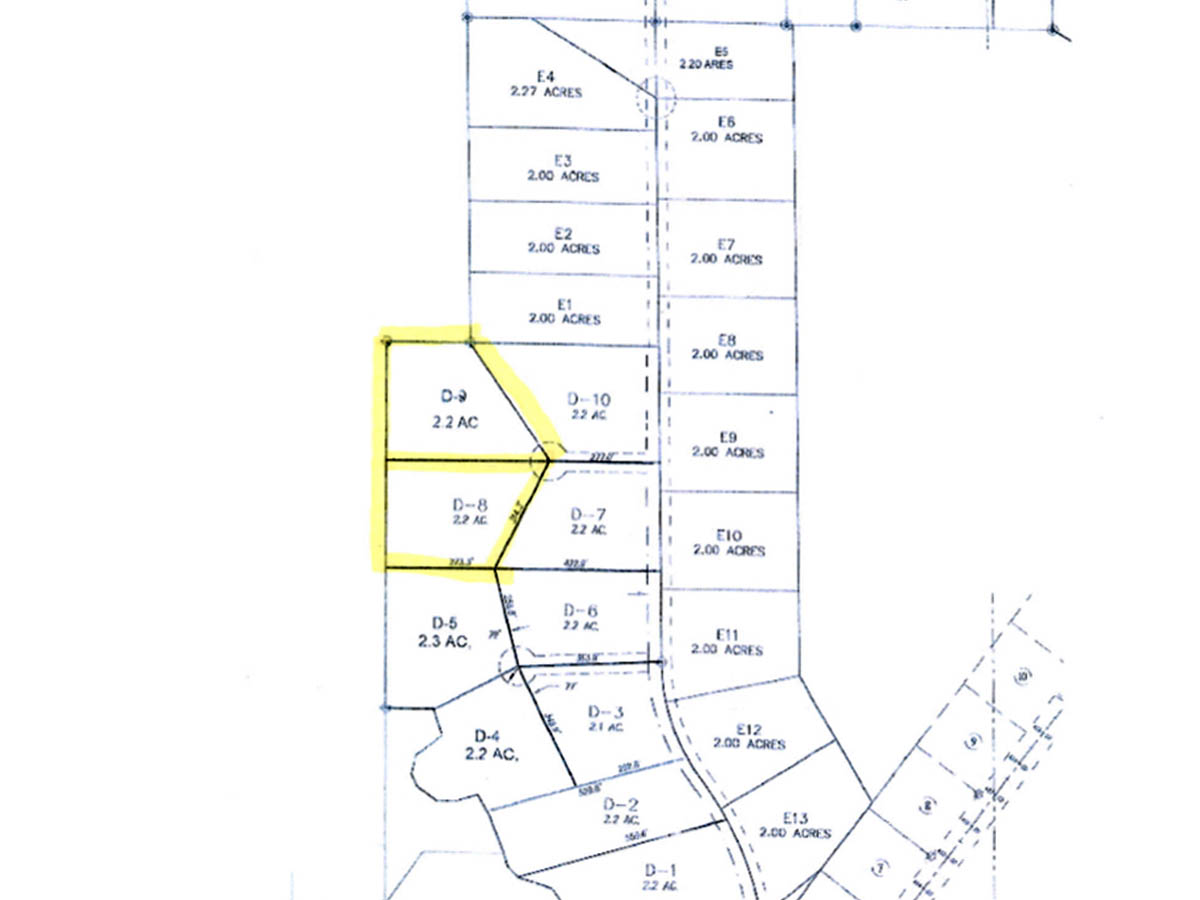 E5
2.20 ARES
E4
2.27 ACRES
E6
2.00 ACRES
E3
2.00 ACRES
E2
2.00 ACRES
E7
2.00 ACRES
E1
2.00 ACRES
E8
2.00 ACRES
D-9
2.2 AC
D-10
2.2 AC.
E9
2.00 ACRES
D-8
2.2 AC.
D-7
2.2 AC.
E10
2.00 ACRES
D-5
2.3 AC.
D-6
2.2 AC.
E11
2.00 ACRES
D-4
2.2 AC.
D-3
2.1 AC.
E12
2.00 ACRES
D-2
2.2 AC.
E13
2.00 ACRES
D-1
2.2 AC.
10
9
8
7